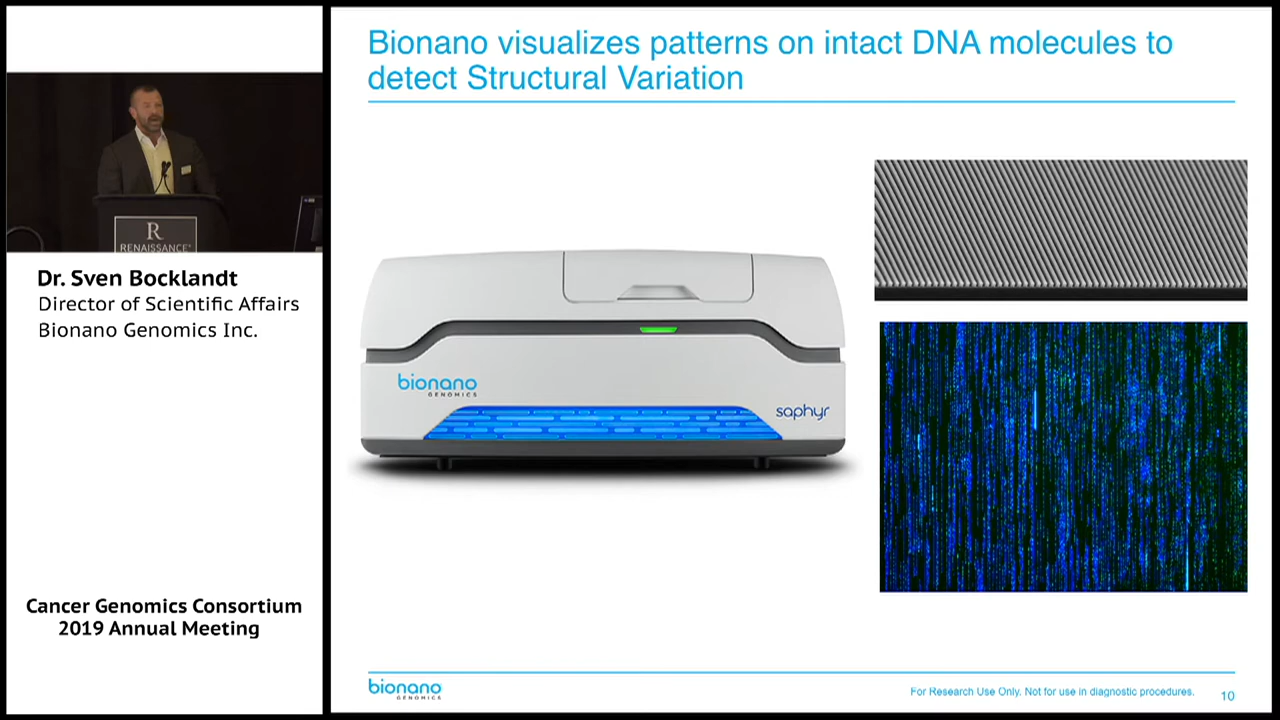 Bionano visualizes patterns on intact DNA molecules to
detect Structural Variation
R
RENAISSANCE®
Dr. Sven Bocklandt
Director of Scientific Affairs
Bionano Genomics Inc.
bionano
GENOMICS
saphyr
Cancer Genomics Consortium
2019 Annual Meeting
bionano
GENOMICS
For Research Use Only. Not for use in diagnostic procedures.
10